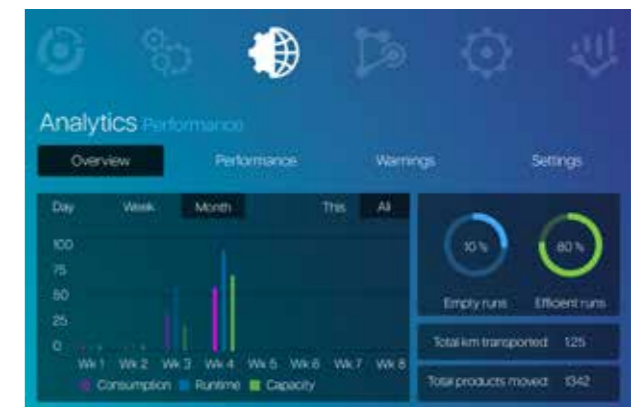 Analytics Performance
Overview Performance Warnings Settings
Day Week Month This All
100
75
50
25
0
Wk 1 Wk 2 Wk 3 Wk 4 Wk 5 Wk 6 Wk 7 Wk 8
Consumption Runtime Capacity
10 % 80 %
Empty runs Efficient runs
Total km transported: 125
Total products moved: 1342